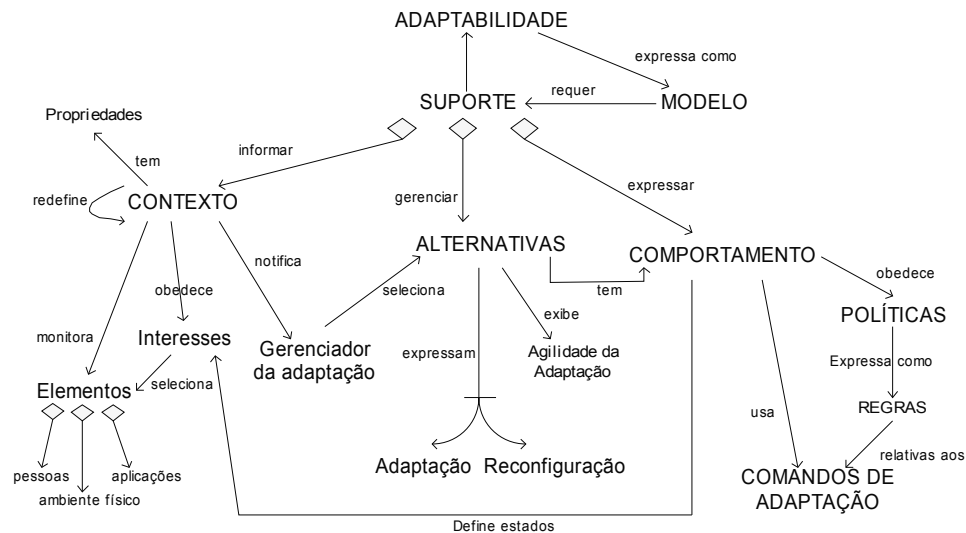 ADAPTABILIDADE
expressa como
requer
SUPORTE
MODELO
Propriedades
informar
tem
gerenciar
expressar
redefine
CONTEXTO
ALTERNATIVAS
COMPORTAMENTO
notifica
obedece
seleciona
tem
obedece
POLÍTICAS
exibe
monitora
Interesses
Gerenciador
da adaptação
expressam
Agilidade da
Adaptação
Expressa como
Elementos
seleciona
REGRAS
usa
relativas aos
pessoas
aplicações
ambiente físico
Adaptação
Reconfiguração
COMANDOS DE
ADAPTAÇÃO
Define estados